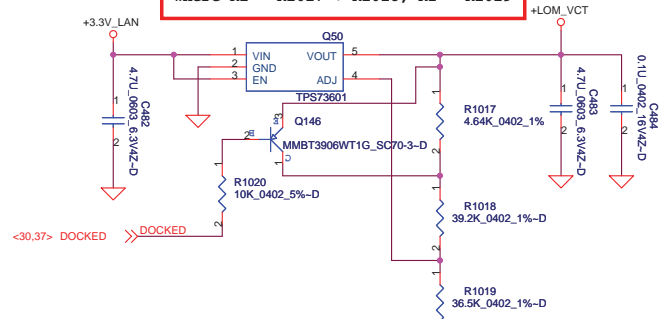 +3.3V_LAN
+LOM_VCT
Q50
1 VIN VOUT 5
2 GND
3 EN ADJ 4
TPS73601
1
C482
4.7U_0603_6.3V4Z~D
2
Q146
MMBT3906WT1G_SC70-3~D
3
E
2
B
C
1
1
R1017
4.64K_0402_1%
2
1
C483
4.7U_0603_6.3V4Z~D
2
1
C484
0.1U_0402_16V4Z~D
2
1
R1020
10K_0402_5%~D
2
1
R1018
39.2K_0402_1%~D
2
<30,37> DOCKED
DOCKED
1
R1019
36.5K_0402_1%~D